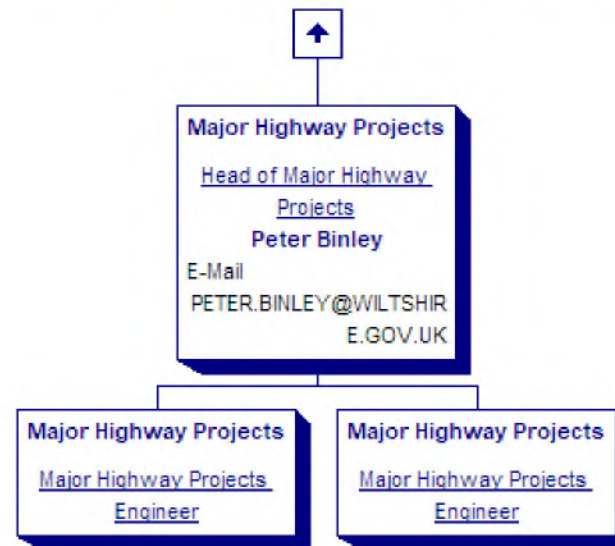 Major Highway Projects
Head of Major Highway
Projects
Peter Binley
E-Mail
PETER.BINLEY@WILTSHIR
E.GOV.UK
Major Highway Projects
Major Highway Projects
Engineer
Major Highway Projects
Major Highway Projects
Engineer